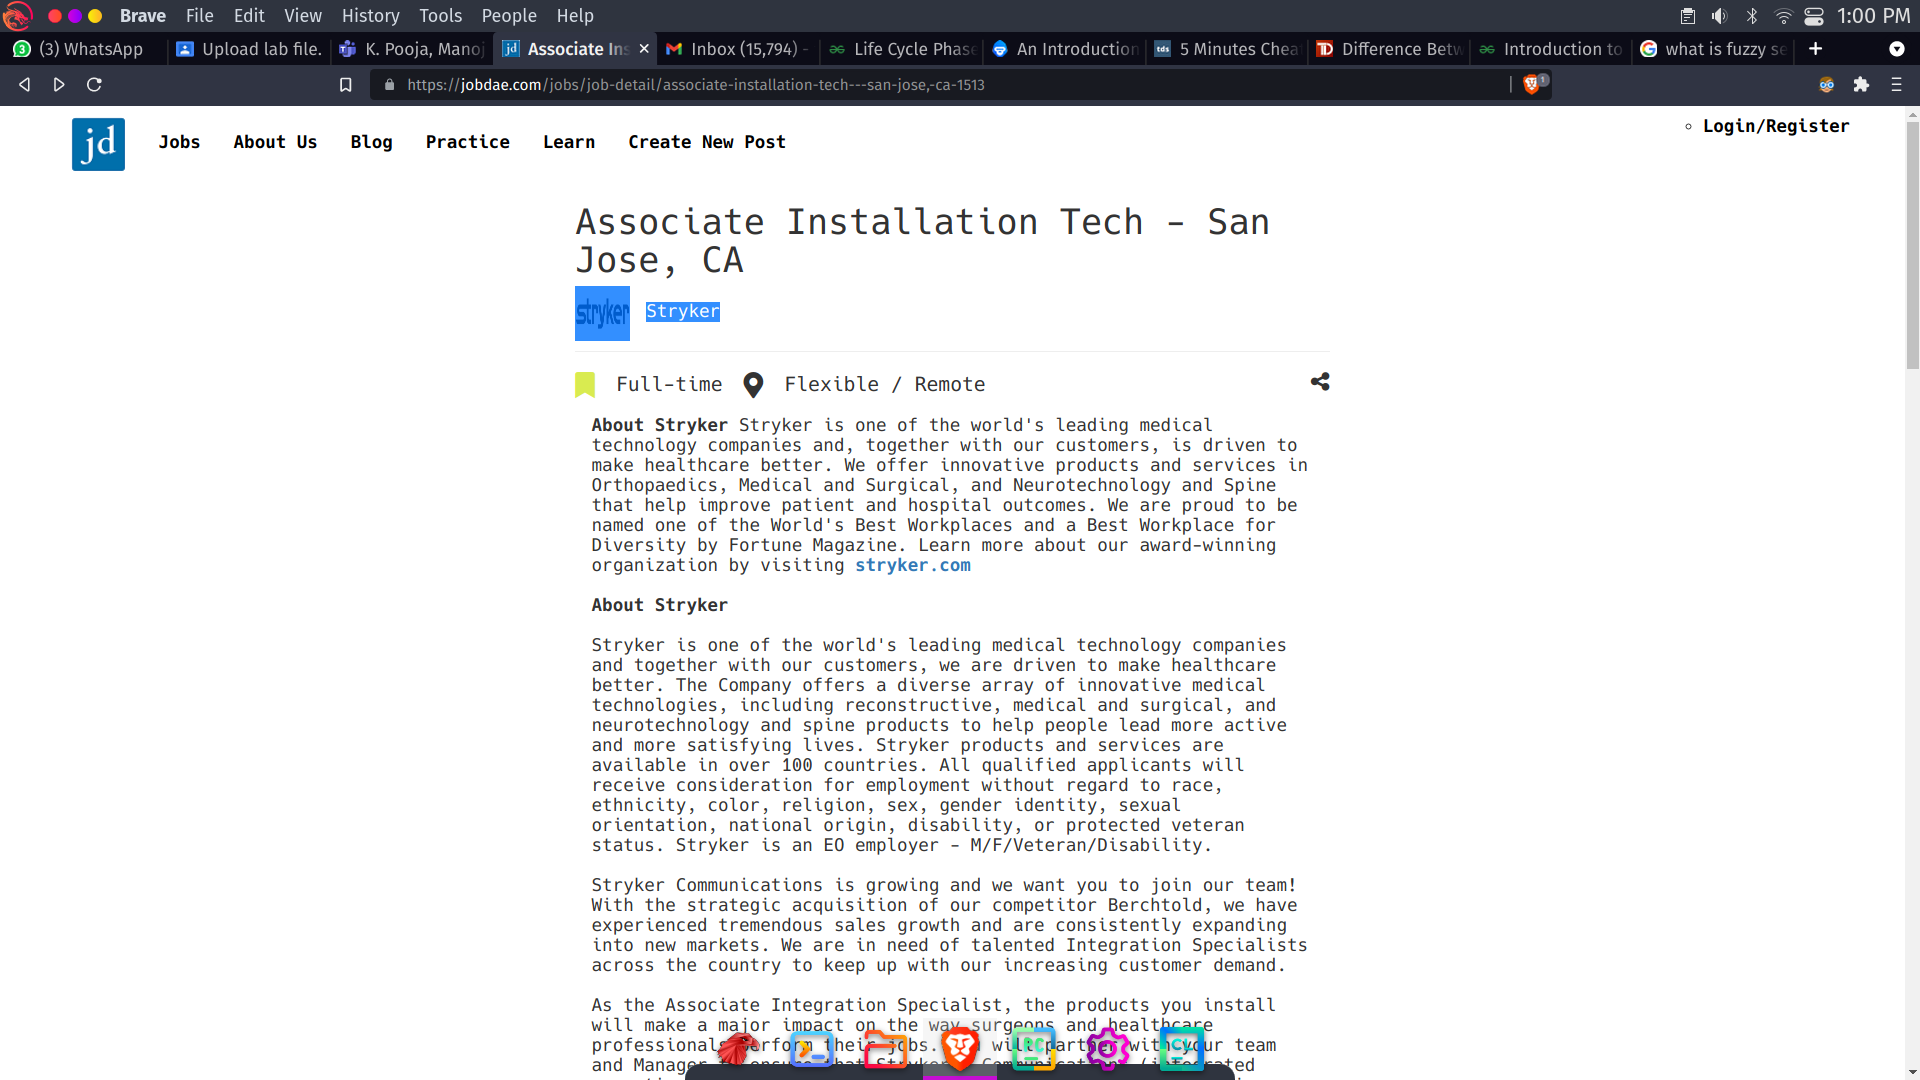 Brave File Edit View History Tools People Help 1:00 PM
3 (3) WhatsApp Upload lab file. K. Pooja, Manoj jd Associate Ins Inbox (15,794) - Life Cycle Phase An Introduction tds 5 Minutes Chea TD Difference Betw Introduction to what is fuzzy se
https://jobdae.com/jobs/job-detail/associate-installation-tech---san-jose,-ca-1513 1
jd Jobs About Us Blog Practice Learn Create New Post Login/Register
Associate Installation Tech - San
Jose, CA
stryker Stryker
Full-time Flexible / Remote
About Stryker Stryker is one of the world's leading medical
technology companies and, together with our customers, is driven to
make healthcare better. We offer innovative products and services in
Orthopaedics, Medical and Surgical, and Neurotechnology and Spine
that help improve patient and hospital outcomes. We are proud to be
named one of the World's Best Workplaces and a Best Workplace for
Diversity by Fortune Magazine. Learn more about our award-winning
organization by visiting stryker.com
About Stryker
Stryker is one of the world's leading medical technology companies
and together with our customers, we are driven to make healthcare
better. The Company offers a diverse array of innovative medical
technologies, including reconstructive, medical and surgical, and
neurotechnology and spine products to help people lead more active
and more satisfying lives. Stryker products and services are
available in over 100 countries. All qualified applicants will
receive consideration for employment without regard to race,
ethnicity, color, religion, sex, gender identity, sexual
orientation, national origin, disability, or protected veteran
status. Stryker is an EO employer - M/F/Veteran/Disability.
Stryker Communications is growing and we want you to join our team!
With the strategic acquisition of our competitor Berchtold, we have
experienced tremendous sales growth and are consistently expanding
into new markets. We are in need of talented Integration Specialists
across the country to keep up with our increasing customer demand.
As the Associate Integration Specialist, the products you install
will make a major impact on the way surgeons and healthcare
professionals perform their jobs. will partner with your team
and Manager